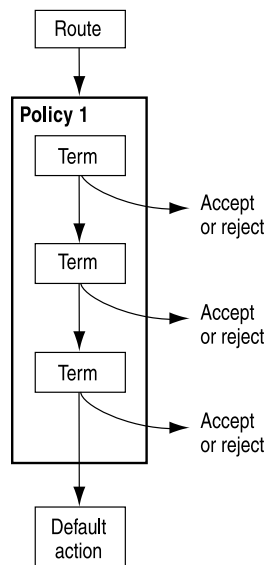 Route
Policy 1
Term
Accept
or reject
Term
Accept
or reject
Term
Accept
or reject
Default
action